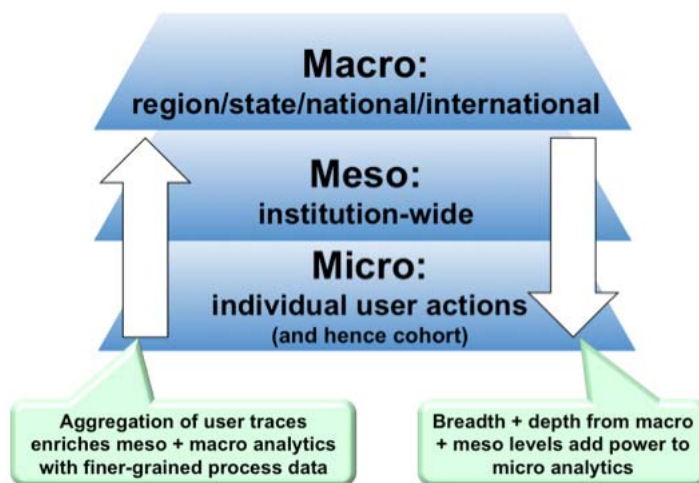 Macro:
region/state/national/international
Meso:
institution-wide
Micro:
individual user actions
(and hence cohort)
Aggregation of user traces
enriches meso + macro analytics
with finer-grained process data
Breadth + depth from macro
+ meso levels add power to
micro analytics